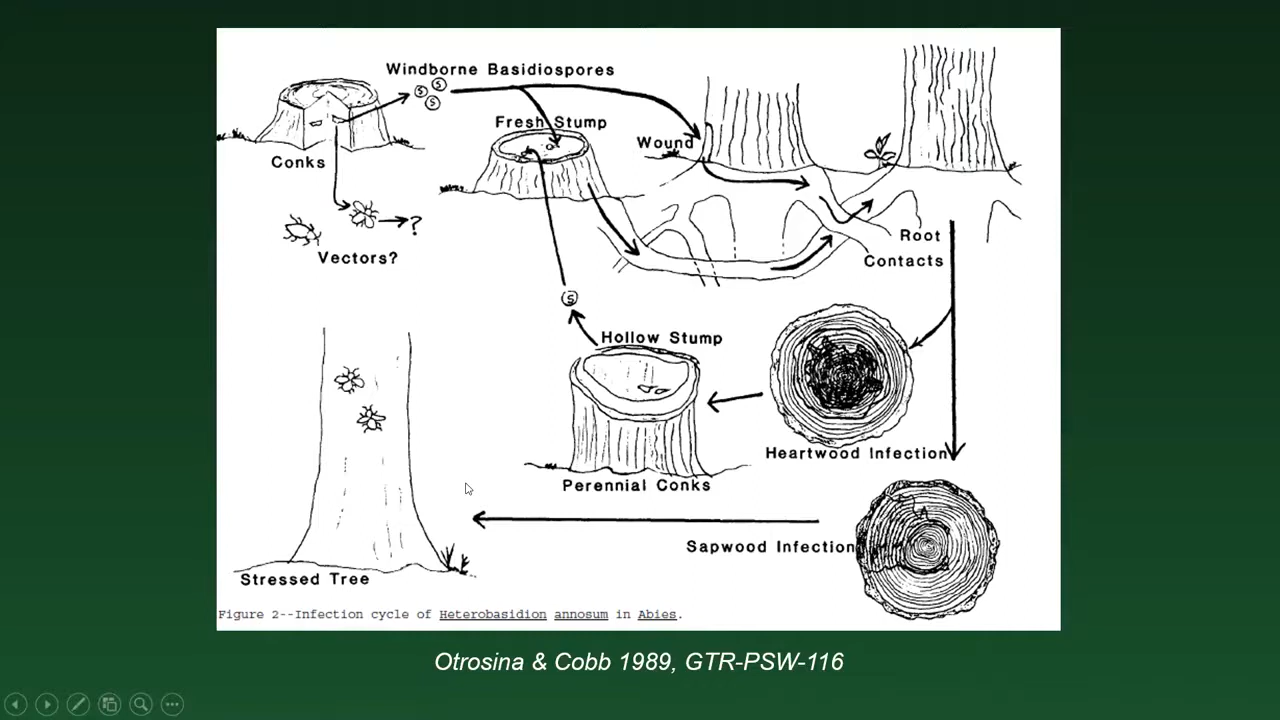 Windborne Basidiospores
S
S
S
Fresh Stump
Wound
Conks
?
Vectors?
Root
Contacts
S
Hollow Stump
Heartwood Infection
Perennial Conks
Sapwood Infection
Stressed Tree
Figure 2--Infection cycle of Heterobasidion annosum in Abies.
Otrosina & Cobb 1989, GTR-PSW-116